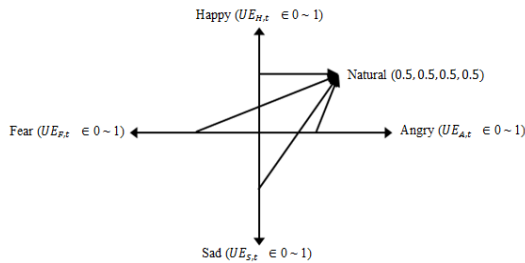 Happy (UE_{H,t} ∈ 0 ~ 1)
Natural (0.5, 0.5, 0.5, 0.5)
Fear (UE_{F,t} ∈ 0 ~ 1)
Angry (UE_{A,t} ∈ 0 ~ 1)
Sad (UE_{S,t} ∈ 0 ~ 1)